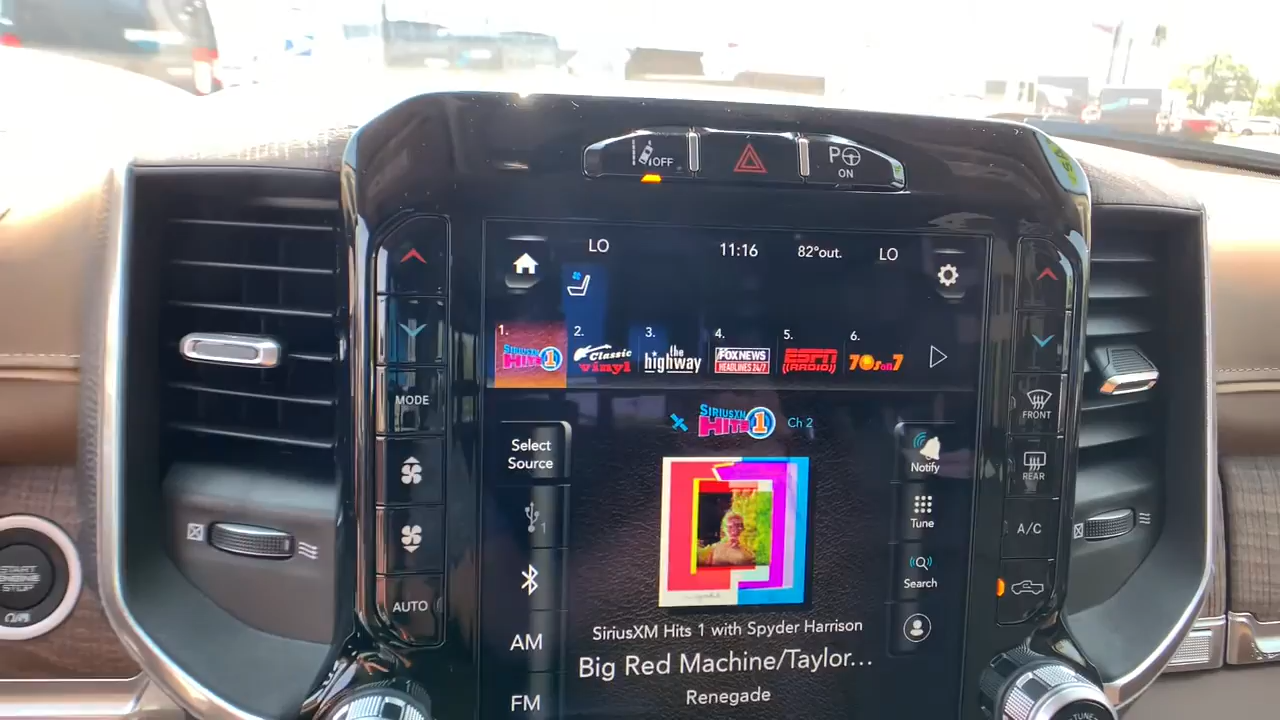 OFF
P
ON
LO
11:16
82°out.
LO
1.
2.
3.
4.
5.
6.
SIRIUSXM
HITS 1
Classic
vinyl
the
highway
FOX NEWS
HEADLINES 24/7
ESPN
RADIO
70s on 7
MODE
AUTO
FRONT
REAR
A/C
Select
Source
1
AM
FM
SIRIUSXM
HITS 1
Ch 2
Notify
Tune
Search
SiriusXM Hits 1 with Spyder Harrison
Big Red Machine/Taylor...
Renegade
START
ENGINE
STOP
TUNE